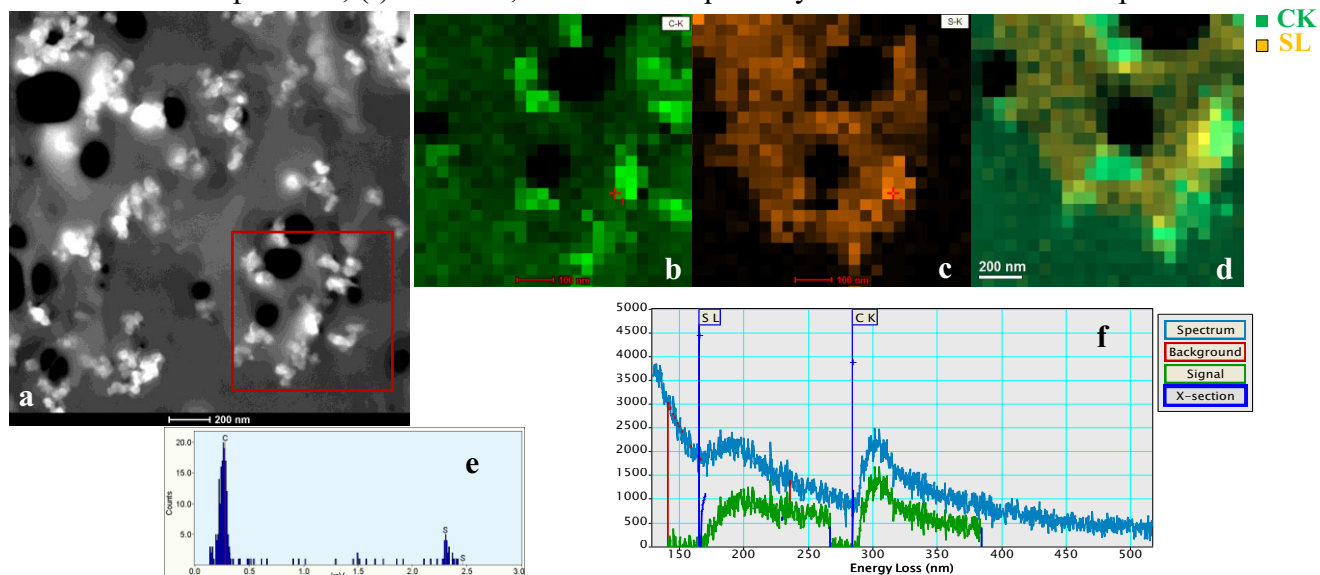 C-K
S-K
CK
SL
a
200 nm
b
100 nm
c
100 nm
d
200 nm
e
20.0
15.0
10.0
5.0
Counts
C
S
S
0.0
0.5
1.0
1.5
2.0
2.5
3.0
f
5000
4500
4000
3500
3000
2500
2000
1500
1000
500
0
S L
C K
150
200
250
300
350
400
450
500
Energy Loss (nm)
Spectrum
Background
Signal
X-section